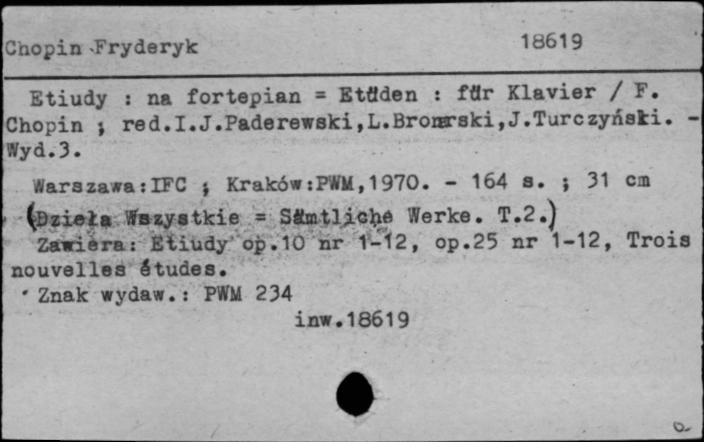 Chopin Fryderyk 18619
Etiudy : na fortepian = Etüden : für Klavier / F.
Chopin ; red.I.J.Paderewski,L.Bronarski,J.Turczyński. -
Wyd.3.
Warszawa:IFC ; Kraków:PWM,1970. - 164 s. ; 31 cm
(Dzieła Wszystkie = Sämtliche Werke. T.2.)
Zawiera: Etiudy op.10 nr 1-12, op.25 nr 1-12, Trois
nouvelles études.
Znak wydaw.: PWM 234
inw.18619